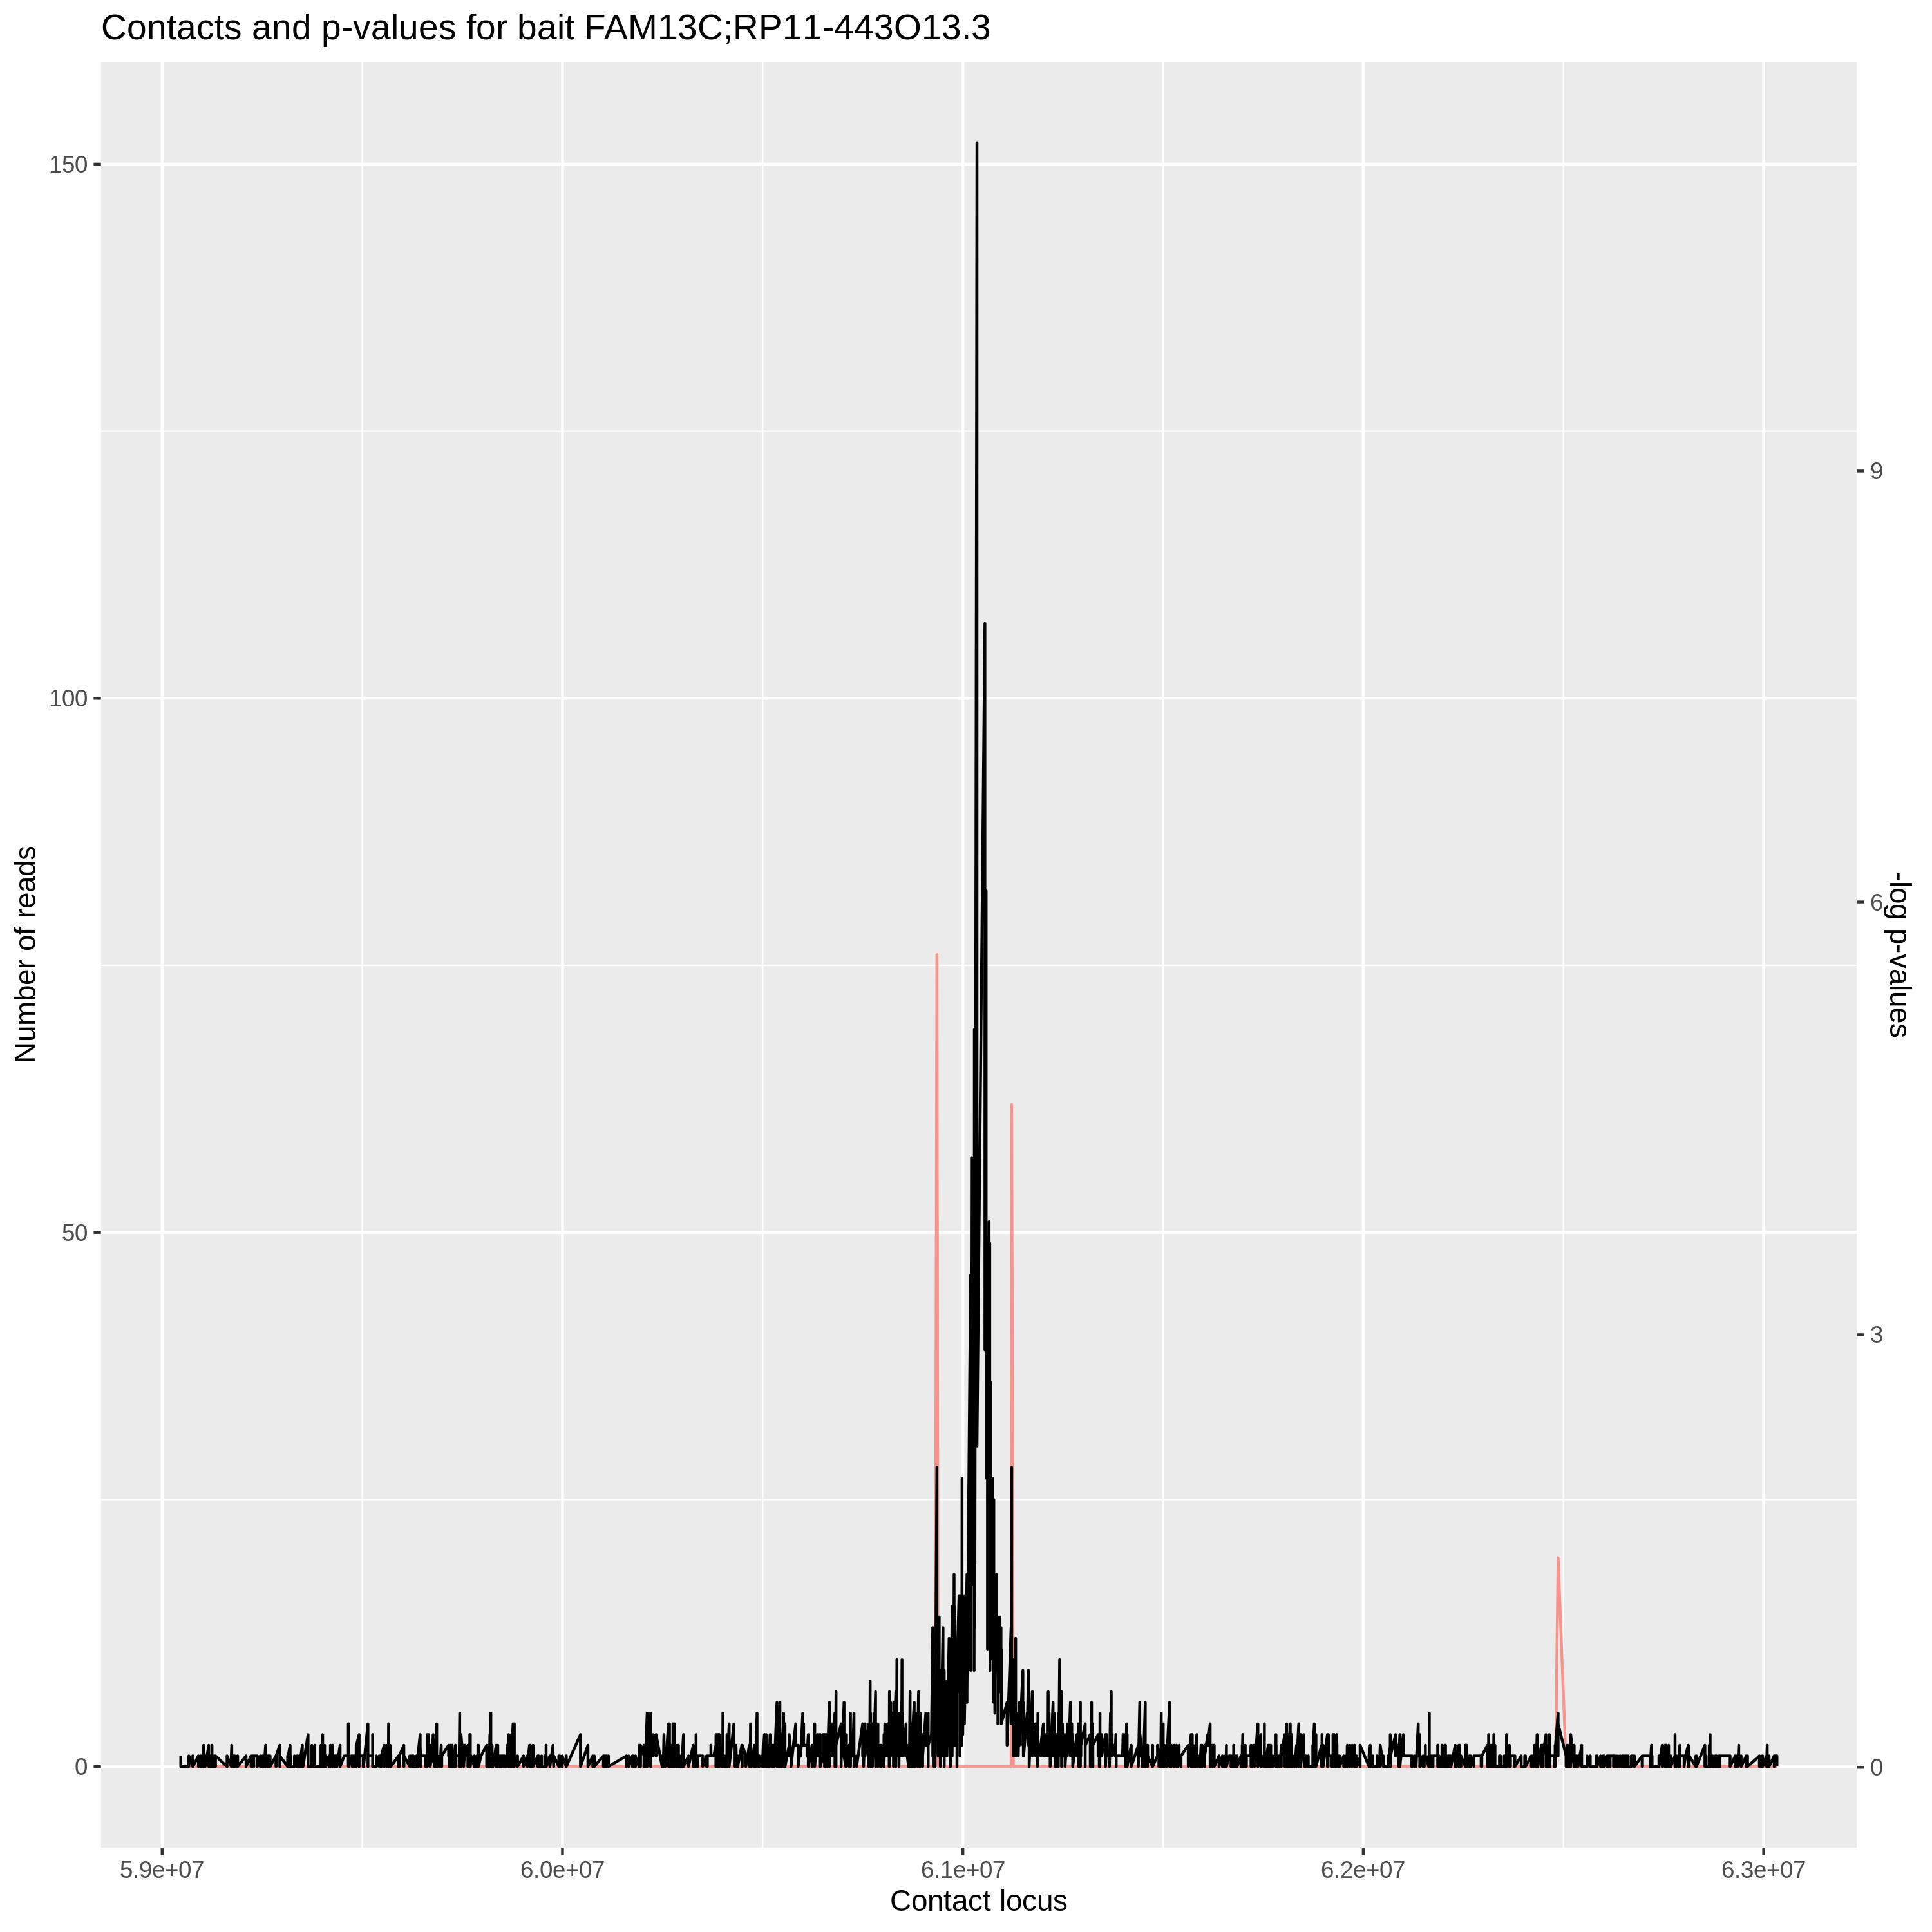 Contacts and p-values for bait FAM13C;RP11-443O13.3
150
100
50
0
Number of reads
9
6
3
0
-log p-values
5.9e+07
6.0e+07
6.1e+07
6.2e+07
6.3e+07
Contact locus